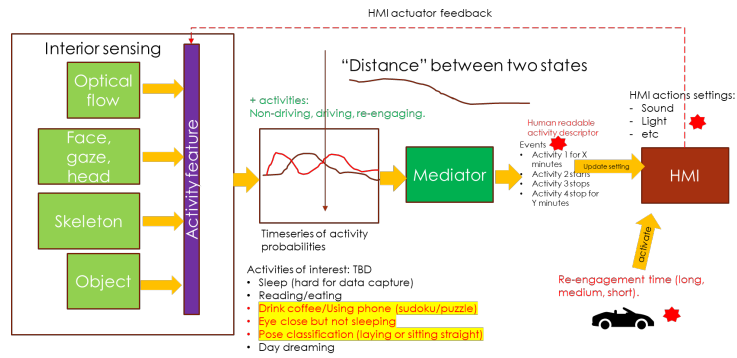 HMI actuator feedback
Interior sensing
Optical
flow
Face,
gaze,
head
Skeleton
Object
Activity feature
“Distance” between two states
+ activities:
Non-driving, driving, re-engaging.
Timeseries of activity
probabilities
Mediator
Human readable
activity descriptor
Events
• Activity 1 for X
minutes
• Activity 2 starts
• Activity 3 stops
• Activity 4 stop for
Y minutes
Update setting
HMI actions settings:
- Sound
- Light
- etc
HMI
activate
Re-engagement time (long,
medium, short).
Activities of interest: TBD
• Sleep (hard for data capture)
• Reading/eating
• Drink coffee/Using phone (sudoku/puzzle)
• Eye close but not sleeping
• Pose classification (laying or sitting straight)
• Day dreaming